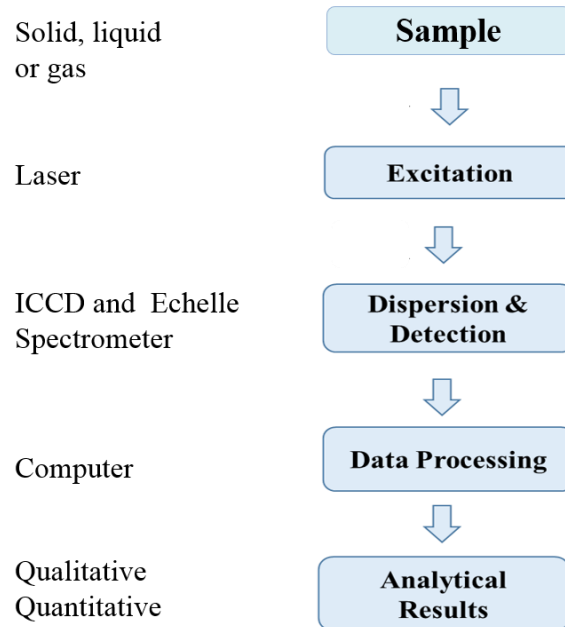 Solid, liquid
or gas
Sample
Laser
Excitation
ICCD and Echelle
Spectrometer
Dispersion &
Detection
Computer
Data Processing
Qualitative
Quantitative
Analytical
Results